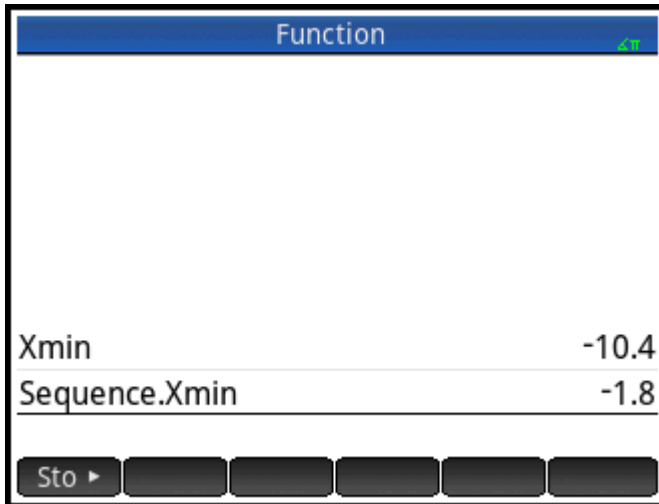 Function
∡π
Xmin -10.4
Sequence.Xmin -1.8
Sto ►